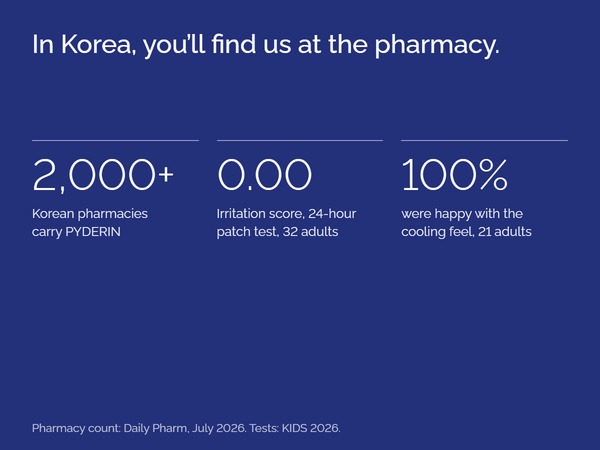 In Korea, you’ll find us at the pharmacy.
2,000+
Korean pharmacies
carry PYDERIN
0.00
Irritation score, 24-hour
patch test, 32 adults
100%
were happy with the
cooling feel, 21 adults
Pharmacy count: Daily Pharm, July 2026. Tests: KIDS 2026.